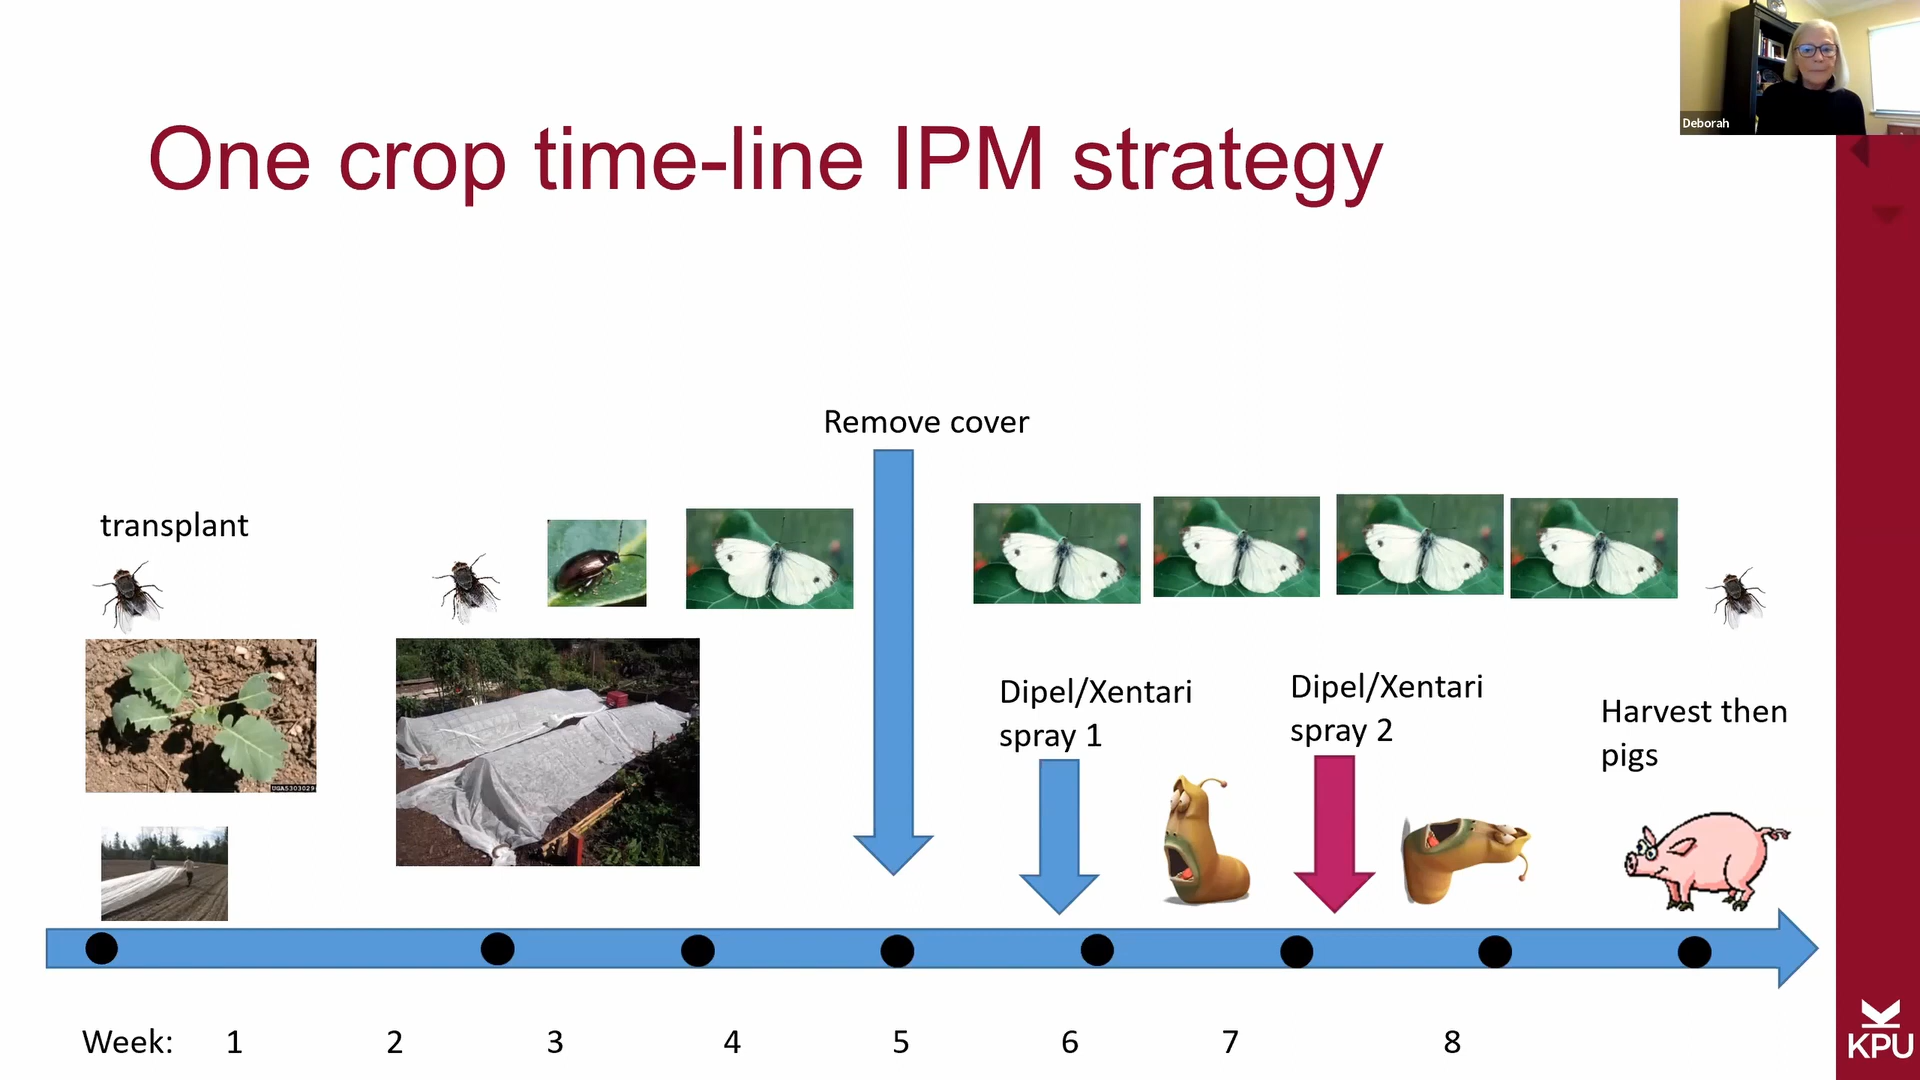 Deborah
One crop time-line IPM strategy
Remove cover
transplant
Dipel/Xentari
spray 1
Dipel/Xentari
spray 2
Harvest then
pigs
UGA5303029
Week: 1 2 3 4 5 6 7 8
KPU